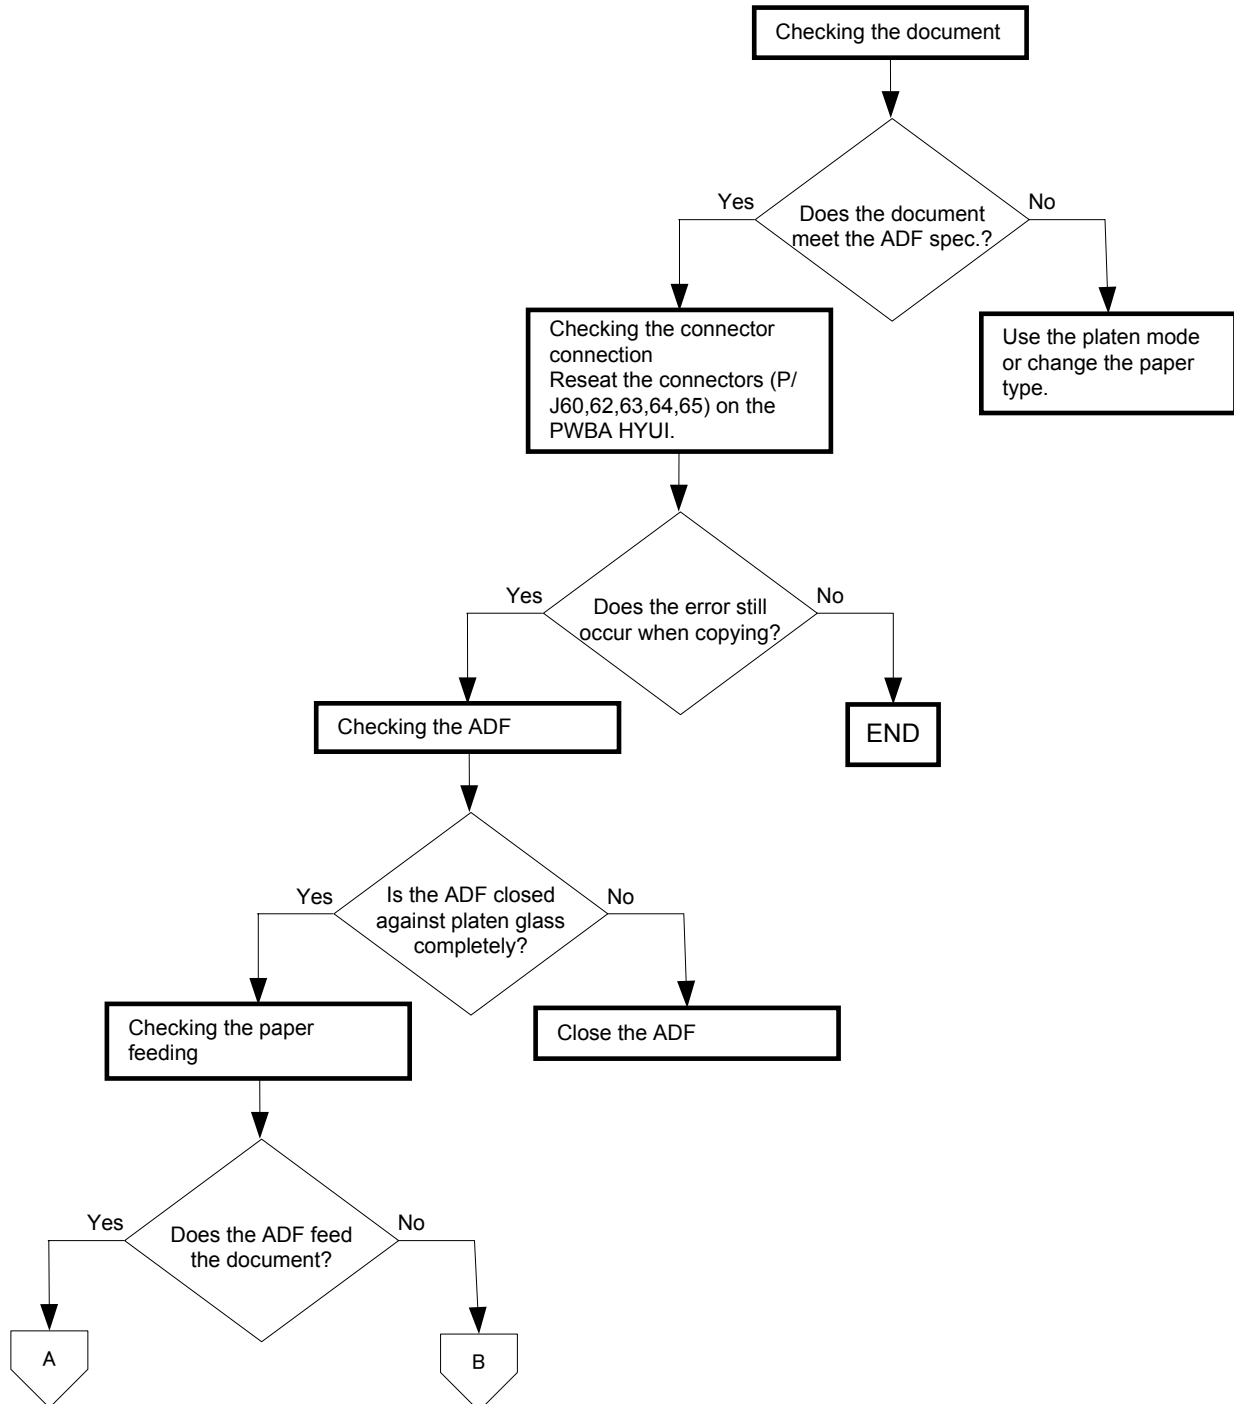 Checking the document
Yes
No
Does the document
meet the ADF spec.?
Checking the connector
connection
Reseat the connectors (P/
J60,62,63,64,65) on the
PWBA HYUI.
Use the platen mode
or change the paper
type.
Yes
No
Does the error still
occur when copying?
Checking the ADF
END
Yes
No
Is the ADF closed
against platen glass
completely?
Checking the paper
feeding
Close the ADF
Yes
No
Does the ADF feed
the document?
A
B